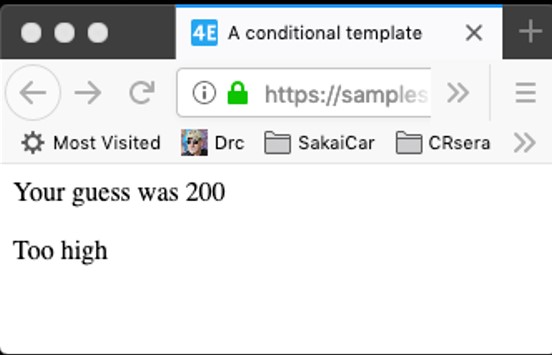 4E A conditional template
https://samples
Most Visited Drc SakaiCar CRsera
Your guess was 200
Too high